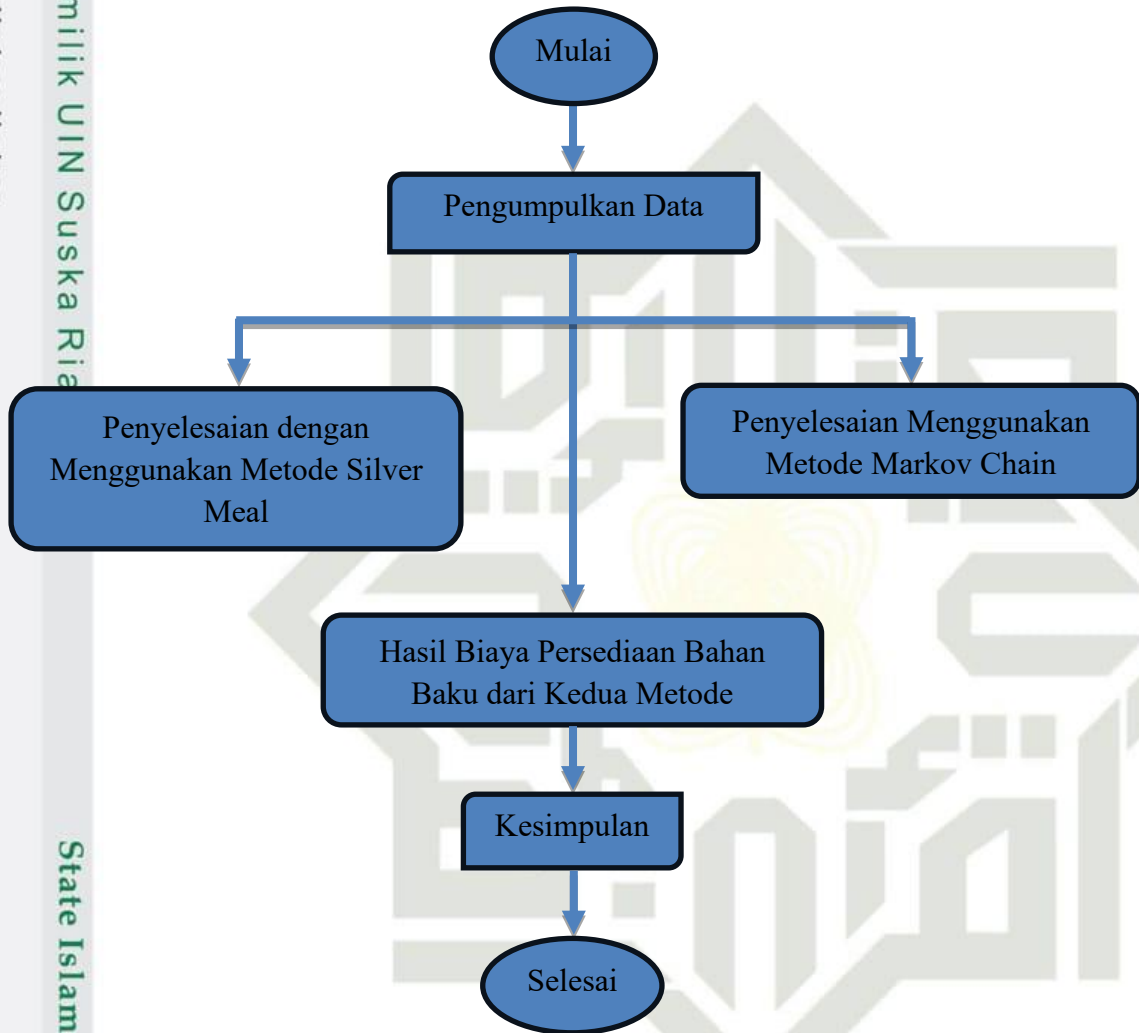 milik UIN Suska Ria
State Islam
Mulai
Pengumpulkan Data
Penyelesaian dengan
Menggunakan Metode Silver
Meal
Penyelesaian Menggunakan
Metode Markov Chain
Hasil Biaya Persediaan Bahan
Baku dari Kedua Metode
Kesimpulan
Selesai